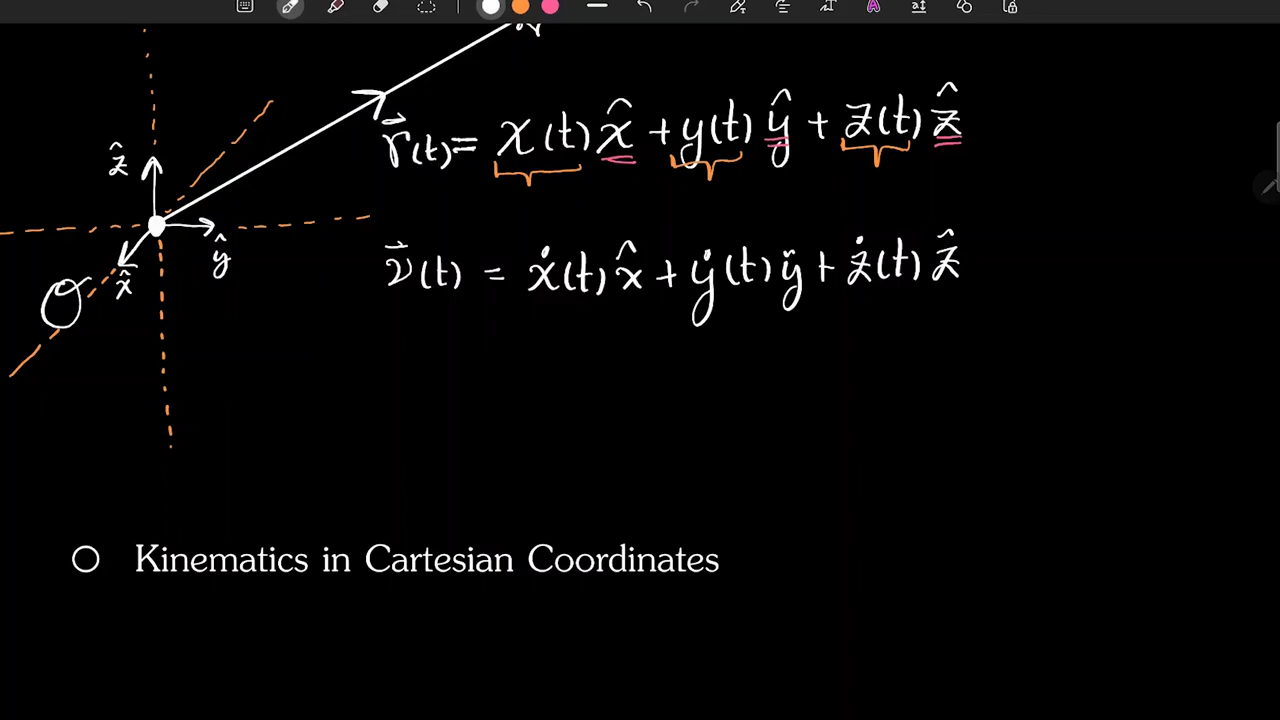 r⃗(t) = x(t) x̂ + y(t) ŷ + z(t) ẑ
ẑ
ŷ
x̂
O
v⃗(t) = ẋ(t) x̂ + ẏ(t) ÿ + ż(t) ẑ
Kinematics in Cartesian Coordinates